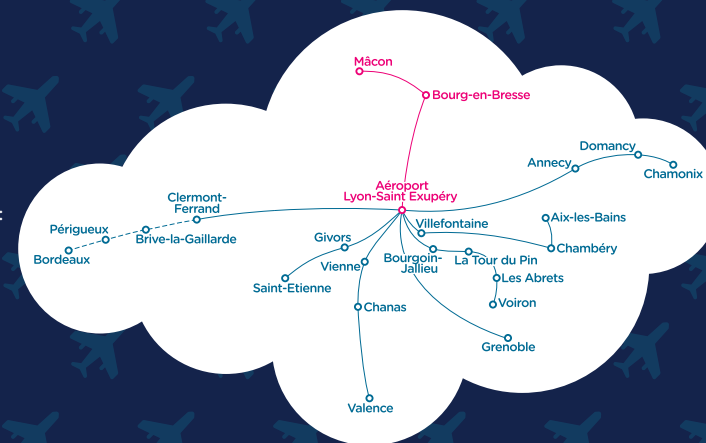 Mâcon
Bourg-en-Bresse
Domancy
Annecy
Chamonix
Aéroport
Lyon-Saint Exupéry
Clermont-
Ferrand
:
Périgueux
Brive-la-Gaillarde
Bordeaux
Villefontaine
Aix-les-Bains
Givors
Chambéry
Vienne
Bourgoin-
Jallieu
La Tour du Pin
Saint-Etienne
Les Abrets
Chanas
Voiron
Grenoble
Valence